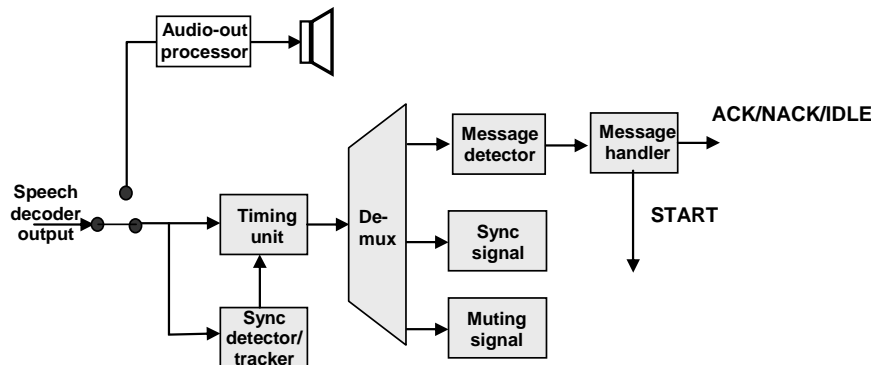 Audio-out
processor
ACK/NACK/IDLE
Message
detector
Message
handler
Speech
decoder
output
Timing
unit
De-
mux
Sync
signal
START
Sync
detector/
tracker
Muting
signal